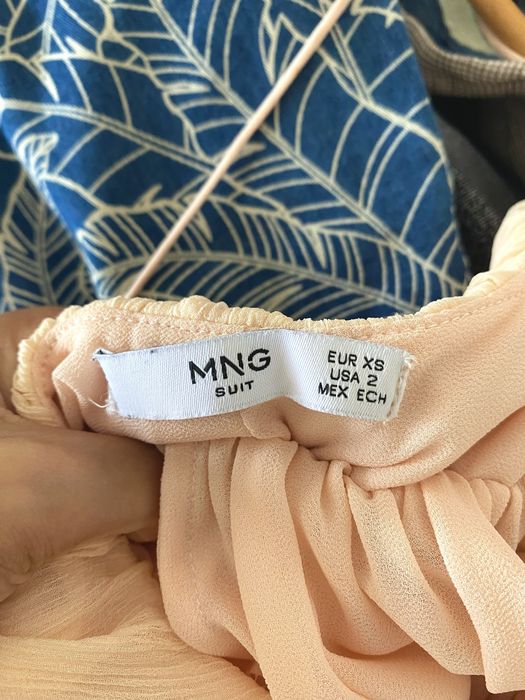 MNG
SUIT
EUR XS
USA 2
MEX ECH